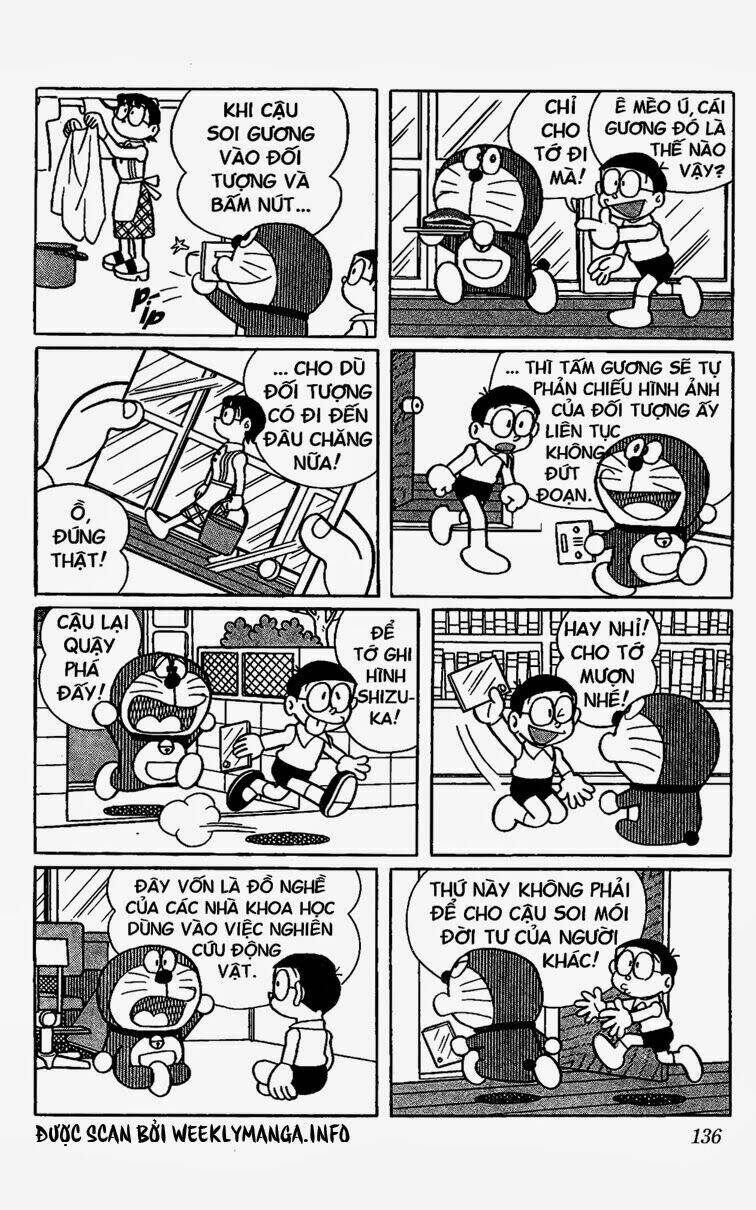 Ê MÈO Ú, CÁI
GƯƠNG ĐÓ LÀ
THẾ NÀO
VẬY?
CHỈ
CHO
TỚ ĐI
MÀ!
KHI CẬU
SOI GƯƠNG
VÀO ĐỐI
TƯỢNG VÀ
BẤM NÚT...
P-
ÍP
... THÌ TẤM GƯƠNG SẼ TỰ
PHẢN CHIẾU HÌNH ẢNH
CỦA ĐỐI TƯỢNG ẤY
LIÊN TỤC
KHÔNG
ĐỨT
ĐOẠN.
... CHO DÙ
ĐỐI TƯỢNG
CÓ ĐI ĐẾN
ĐÂU CHĂNG
NỮA!
Ồ,
ĐÚNG
THẬT!
HAY NHỈ!
CHO TỚ
MƯỢN
NHÉ!
ĐỂ
TỚ GHI
HÌNH
SHIZU-
KA!
CẬU LẠI
QUẬY
PHÁ
ĐẤY!
THỨ NÀY KHÔNG PHẢI
ĐỂ CHO CẬU SOI MÓI
ĐỜI TƯ CỦA NGƯỜI
KHÁC!
ĐÂY VỐN LÀ ĐỒ NGHỀ
CỦA CÁC NHÀ KHOA HỌC
DÙNG VÀO VIỆC NGHIÊN
CỨU ĐỘNG
VẬT.
ĐƯỢC SCAN BỞI WEEKLYMANGA.INFO
136